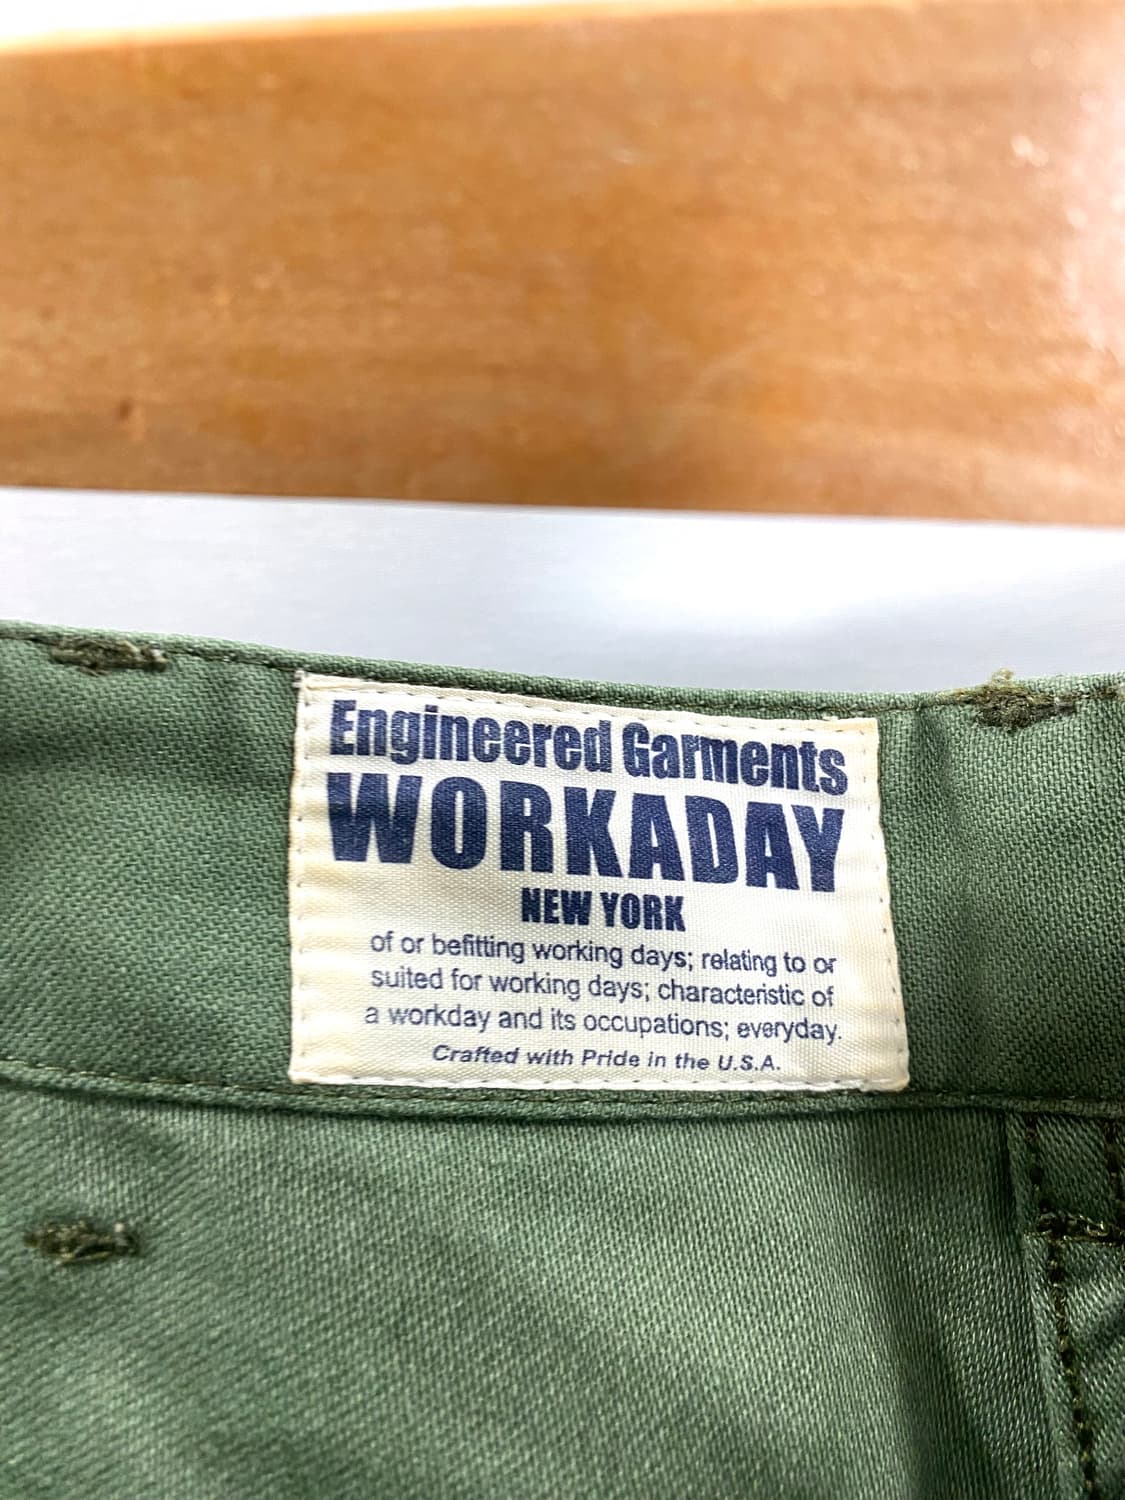 Engineered Garments
WORKADAY
NEW YORK
of or befitting working days; relating to or
suited for working days; characteristic of
a workday and its occupations; everyday.
Crafted with Pride in the U.S.A.